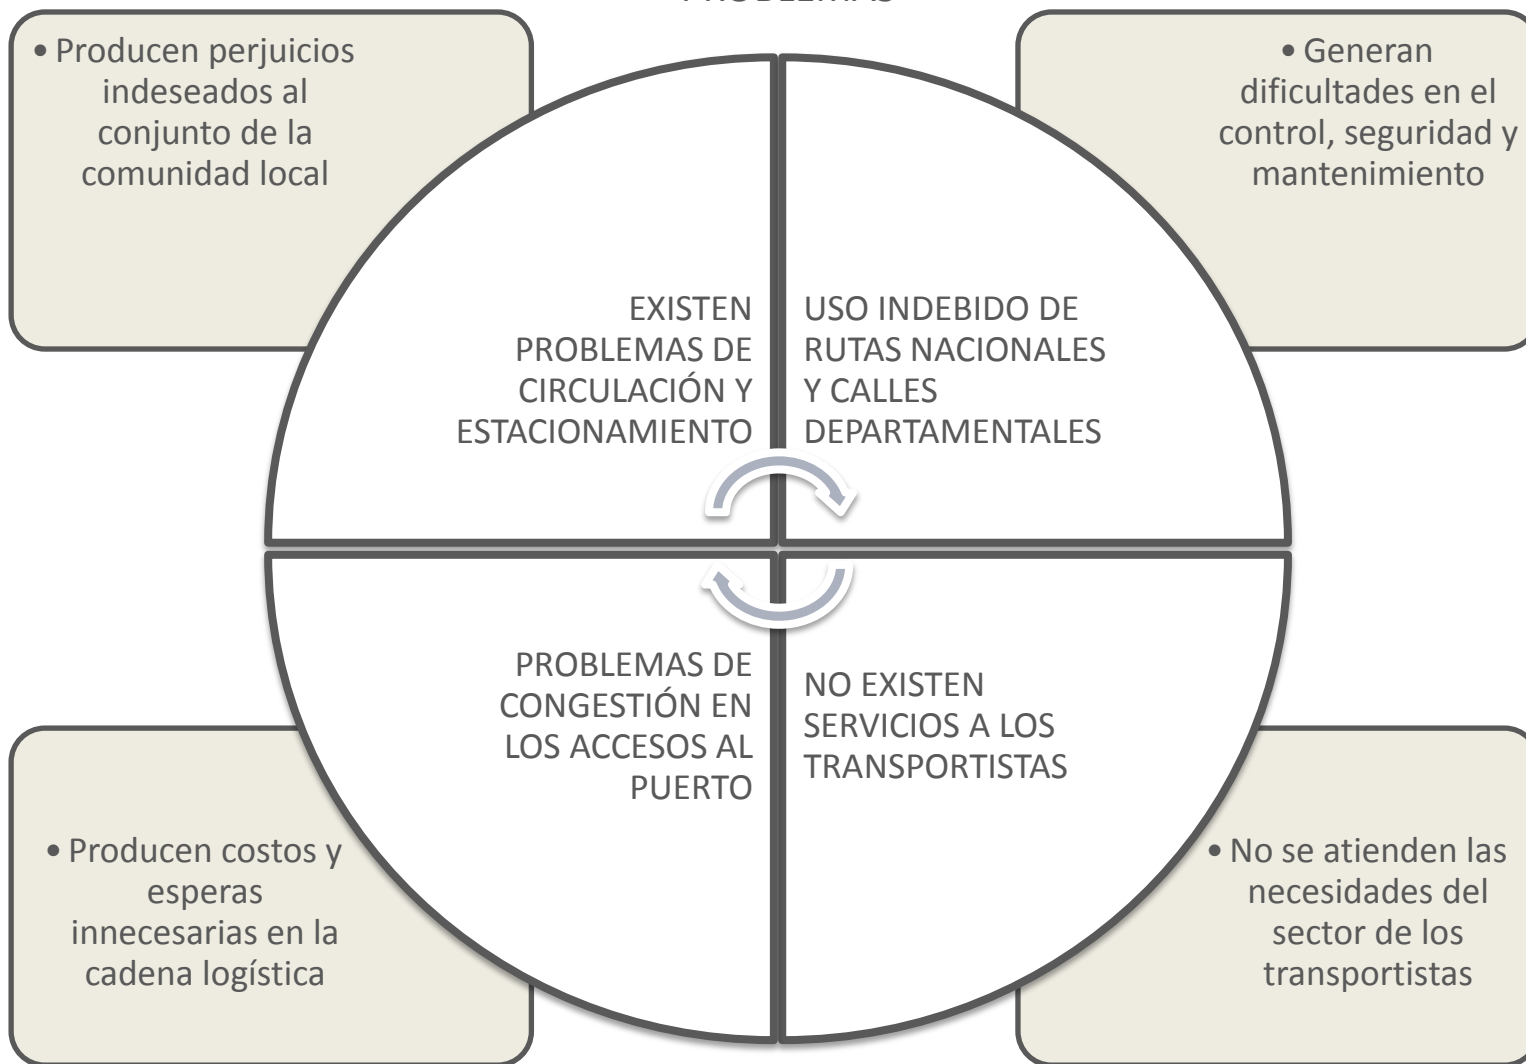 PROBLEMAS
• Producen perjuicios
indeseados al
conjunto de la
comunidad local
• Generan
dificultades en el
control, seguridad y
mantenimiento
EXISTEN
PROBLEMAS DE
CIRCULACIÓN Y
ESTACIONAMIENTO
USO INDEBIDO DE
RUTAS NACIONALES
Y CALLES
DEPARTAMENTALES
PROBLEMAS DE
CONGESTIÓN EN
LOS ACCESOS AL
PUERTO
NO EXISTEN
SERVICIOS A LOS
TRANSPORTISTAS
• Producen costos y
esperas
innecesarias en la
cadena logística
• No se atienden las
necesidades del
sector de los
transportistas